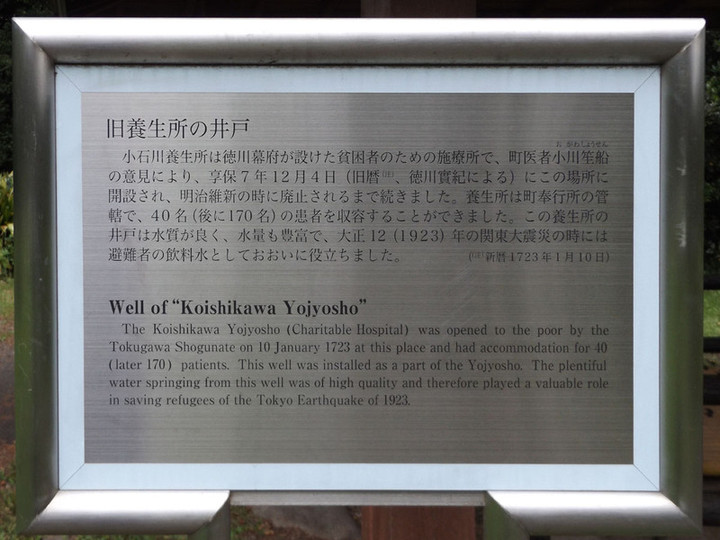 旧養生所の井戸
おがわしょうせん
小石川養生所は徳川幕府が設けた貧困者のための施療所で、町医者小川笙船
の意見により、享保7年12月4日（旧暦（注）、徳川實紀による）にこの場所に
開設され、明治維新の時に廃止されるまで続きました。養生所は町奉行所の管
轄で、40名（後に170名）の患者を収容することができました。この養生所の
井戸は水質が良く、水量も豊富で、大正12（1923）年の関東大震災の時には
避難者の飲料水としておおいに役立ちました。 （（注）新暦1723年1月10日）
Well of “Koishikawa Yojyosho”
The Koishikawa Yojyosho (Charitable Hospital) was opened to the poor by the
Tokugawa Shogunate on 10 January 1723 at this place and had accommodation for 40
(later 170) patients. This well was installed as a part of the Yojyosho. The plentiful
water springing from this well was of high quality and therefore played a valuable role
in saving refugees of the Tokyo Earthquake of 1923.